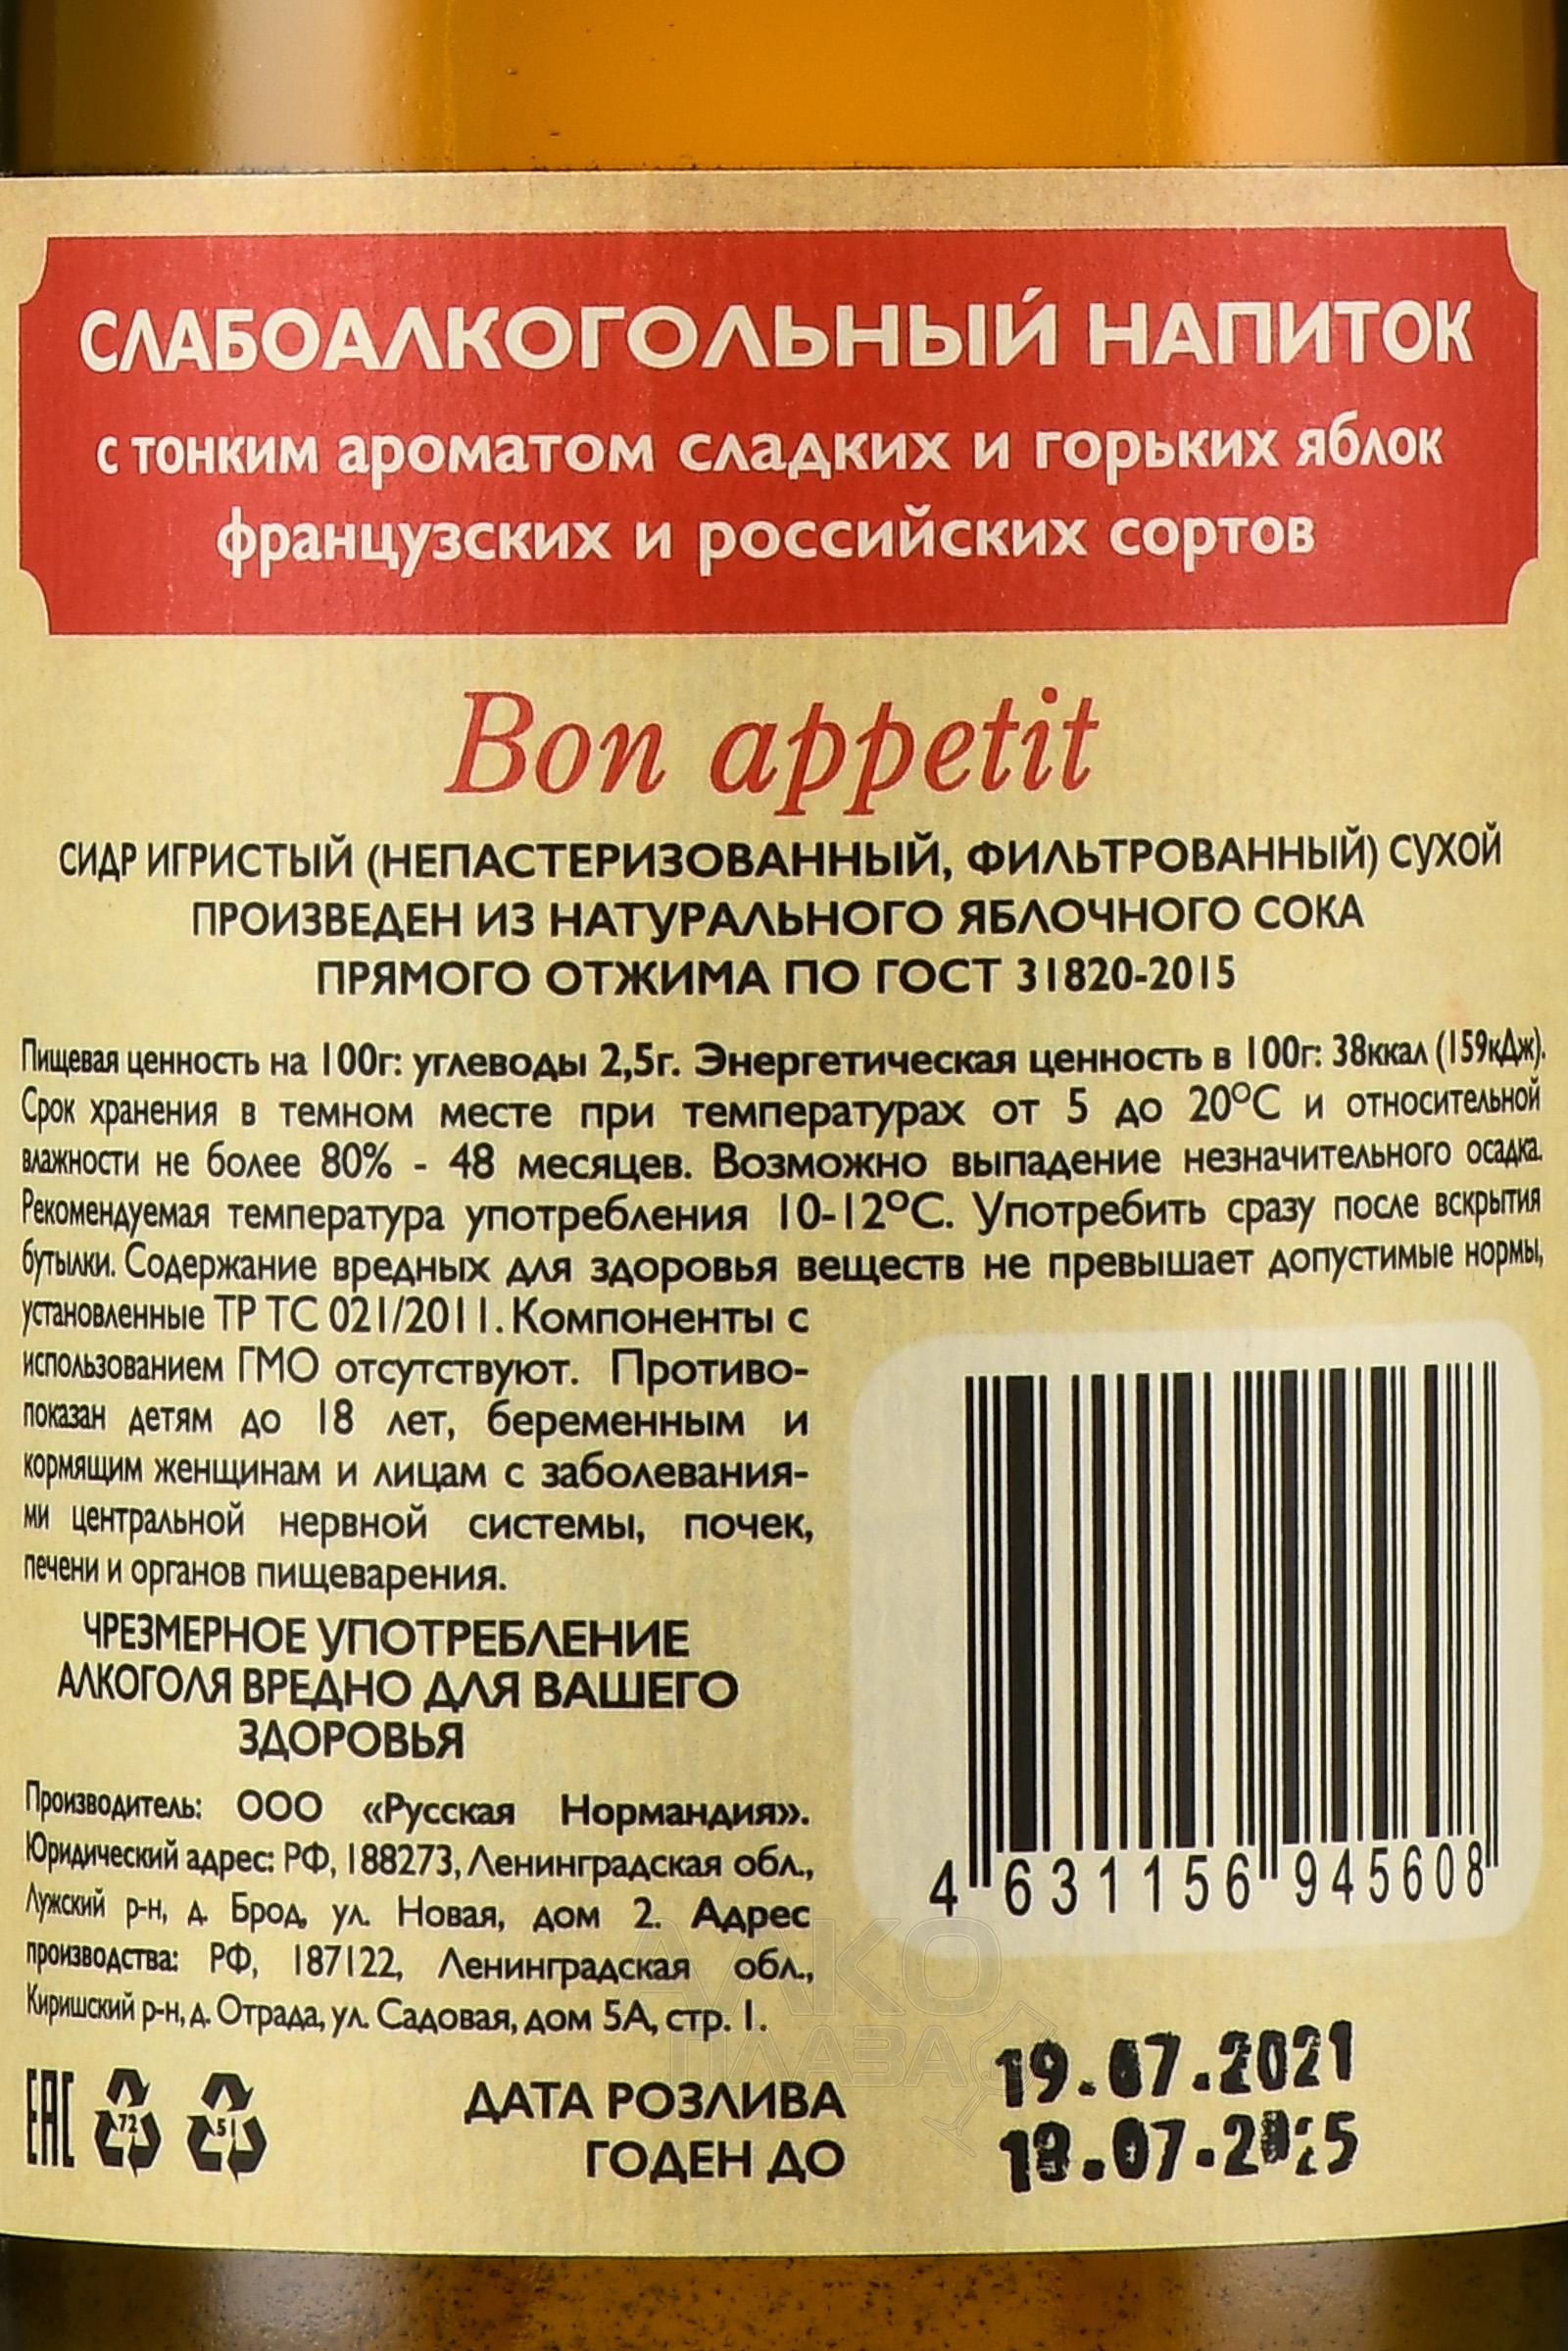 СЛАБОАЛКОГОЛЬНЫЙ НАПИТОК
с тонким ароматом сладких и горьких яблок
французских и российских сортов
Bon appetit
СИДР ИГРИСТЫЙ (НЕПАСТЕРИЗОВАННЫЙ, ФИЛЬТРОВАННЫЙ) СУХОЙ
ПРОИЗВЕДЕН ИЗ НАТУРАЛЬНОГО ЯБЛОЧНОГО СОКА
ПРЯМОГО ОТЖИМА ПО ГОСТ 31820-2015
Пищевая ценность на 100г: углеводы 2,5г. Энергетическая ценность в 100г: 38ккал (159кДж).
Срок хранения в темном месте при температурах от 5 до 20°С и относительной
влажности не более 80% - 48 месяцев. Возможно выпадение незначительного осадка.
Рекомендуемая температура употребления 10-12°С. Употребить сразу после вскрытия
бутылки. Содержание вредных для здоровья веществ не превышает допустимые нормы,
установленные ТР ТС 021/2011. Компоненты с
использованием ГМО отсутствуют. Противо-
показан детям до 18 лет, беременным и
кормящим женщинам и лицам с заболевания-
ми центральной нервной системы, почек,
печени и органов пищеварения.
ЧРЕЗМЕРНОЕ УПОТРЕБЛЕНИЕ
АЛКОГОЛЯ ВРЕДНО ДЛЯ ВАШЕГО
ЗДОРОВЬЯ
Производитель: ООО «Русская Нормандия».
Юридический адрес: РФ, 188273, Ленинградская обл.,
Лужский р-н, д. Брод, ул. Новая, дом 2. Адрес
производства: РФ, 187122, Ленинградская обл.,
Киришский р-н, д. Отрада, ул. Садовая, дом 5А, стр. 1.
4 631156 945608
АЛКО
ПЛАЗА
EAC 72 51
ДАТА РОЗЛИВА 19.07.2021
ГОДЕН ДО